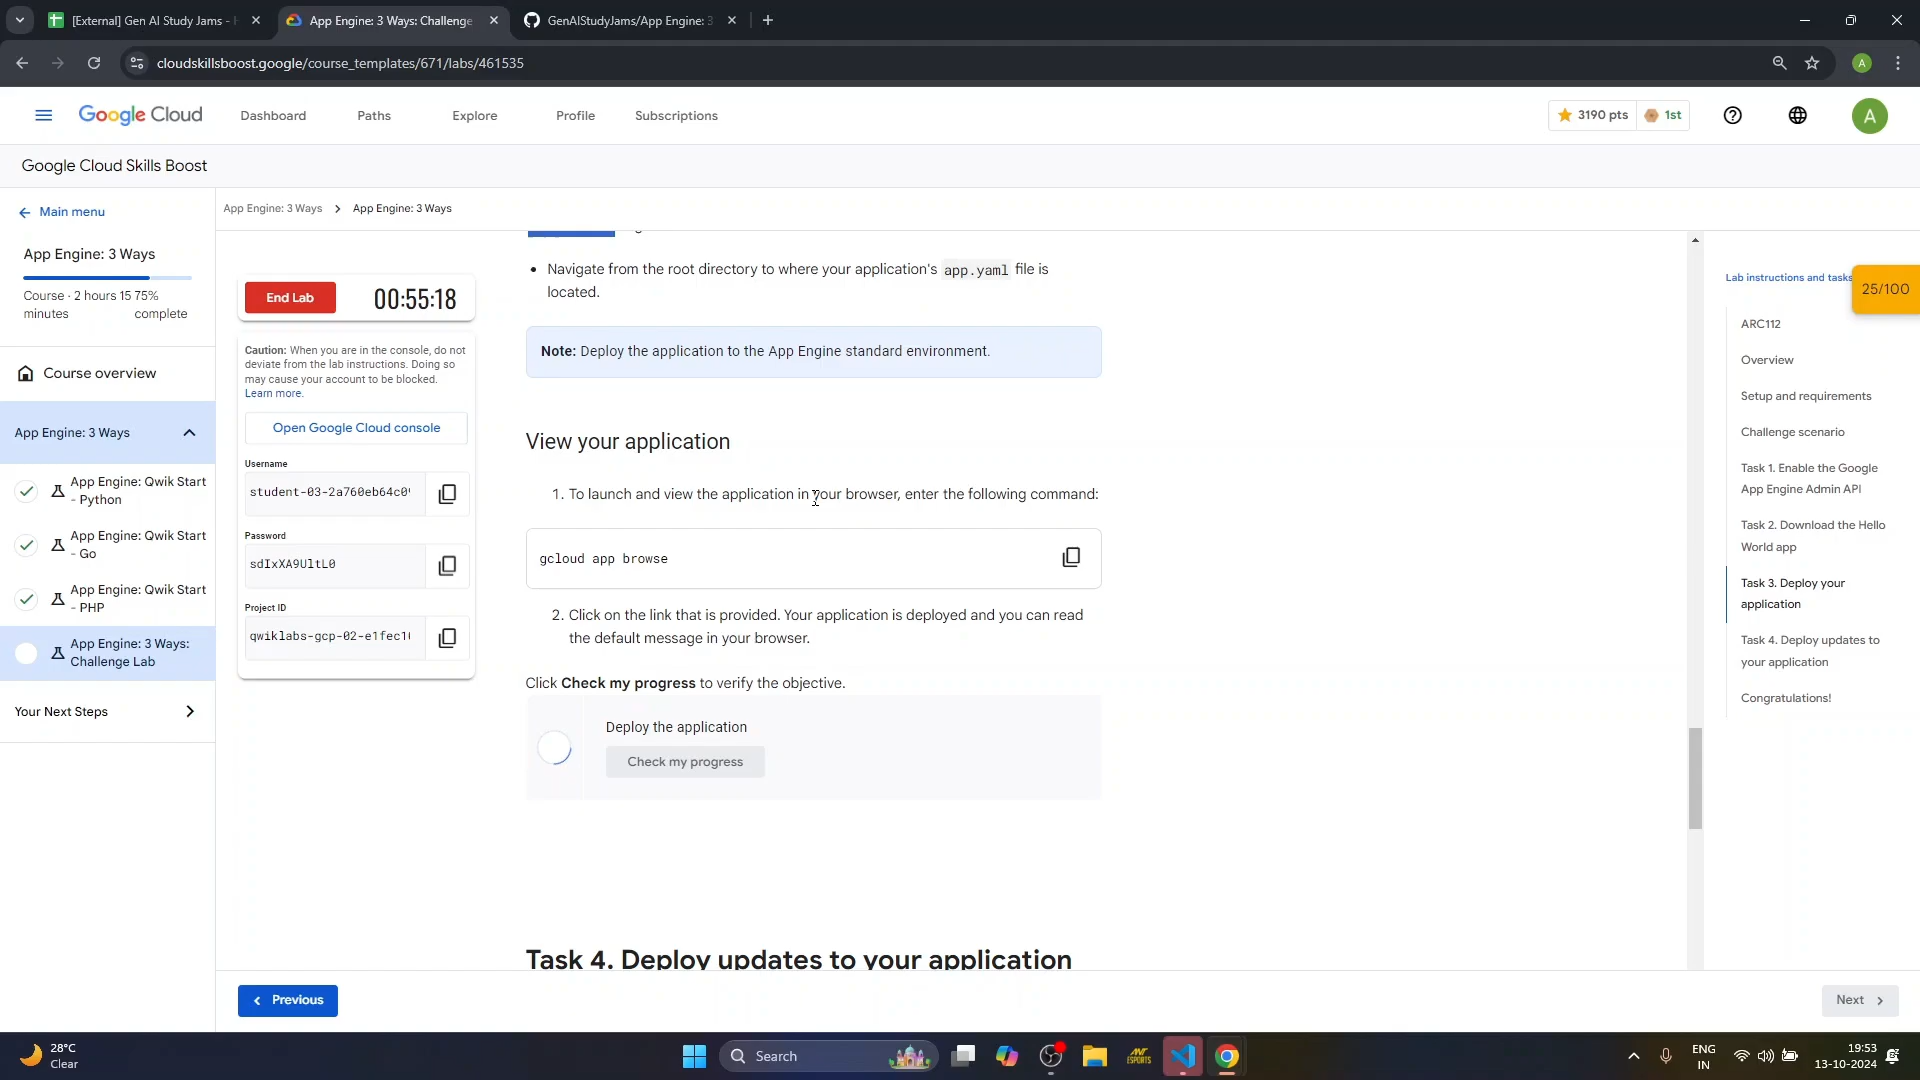 [External] Gen AI Study Jams -
App Engine: 3 Ways: Challenge
GenAIStudyJams/App Engine: 3
cloudskillsboost.google/course_templates/671/labs/461535
A
Google Cloud
Dashboard
Paths
Explore
Profile
Subscriptions
3190 pts
1st
A
Google Cloud Skills Boost
Main menu
App Engine: 3 Ways
Course · 2 hours 15
minutes
75%
complete
Course overview
App Engine: 3 Ways
App Engine: Qwik Start
- Python
App Engine: Qwik Start
- Go
App Engine: Qwik Start
- PHP
App Engine: 3 Ways:
Challenge Lab
Your Next Steps
App Engine: 3 Ways > App Engine: 3 Ways
End Lab
00:55:18
Caution: When you are in the console, do not
deviate from the lab instructions. Doing so
may cause your account to be blocked.
Learn more.
Open Google Cloud console
Username
student-03-2a760eb64c0
Password
sdIxXA9UltL0
Project ID
qwiklabs-gcp-02-e1fec1
• Navigate from the root directory to where your application's app.yaml file is
located.
Note: Deploy the application to the App Engine standard environment.
View your application
1. To launch and view the application in your browser, enter the following command:
gcloud app browse
2. Click on the link that is provided. Your application is deployed and you can read
the default message in your browser.
Click Check my progress to verify the objective.
Deploy the application
Check my progress
Task 4. Deploy updates to your application
Previous
Next
Lab instructions and tasks
25/100
ARC112
Overview
Setup and requirements
Challenge scenario
Task 1. Enable the Google
App Engine Admin API
Task 2. Download the Hello
World app
Task 3. Deploy your
application
Task 4. Deploy updates to
your application
Congratulations!
28°C
Clear
Search
ENG
IN
19:53
13-10-2024